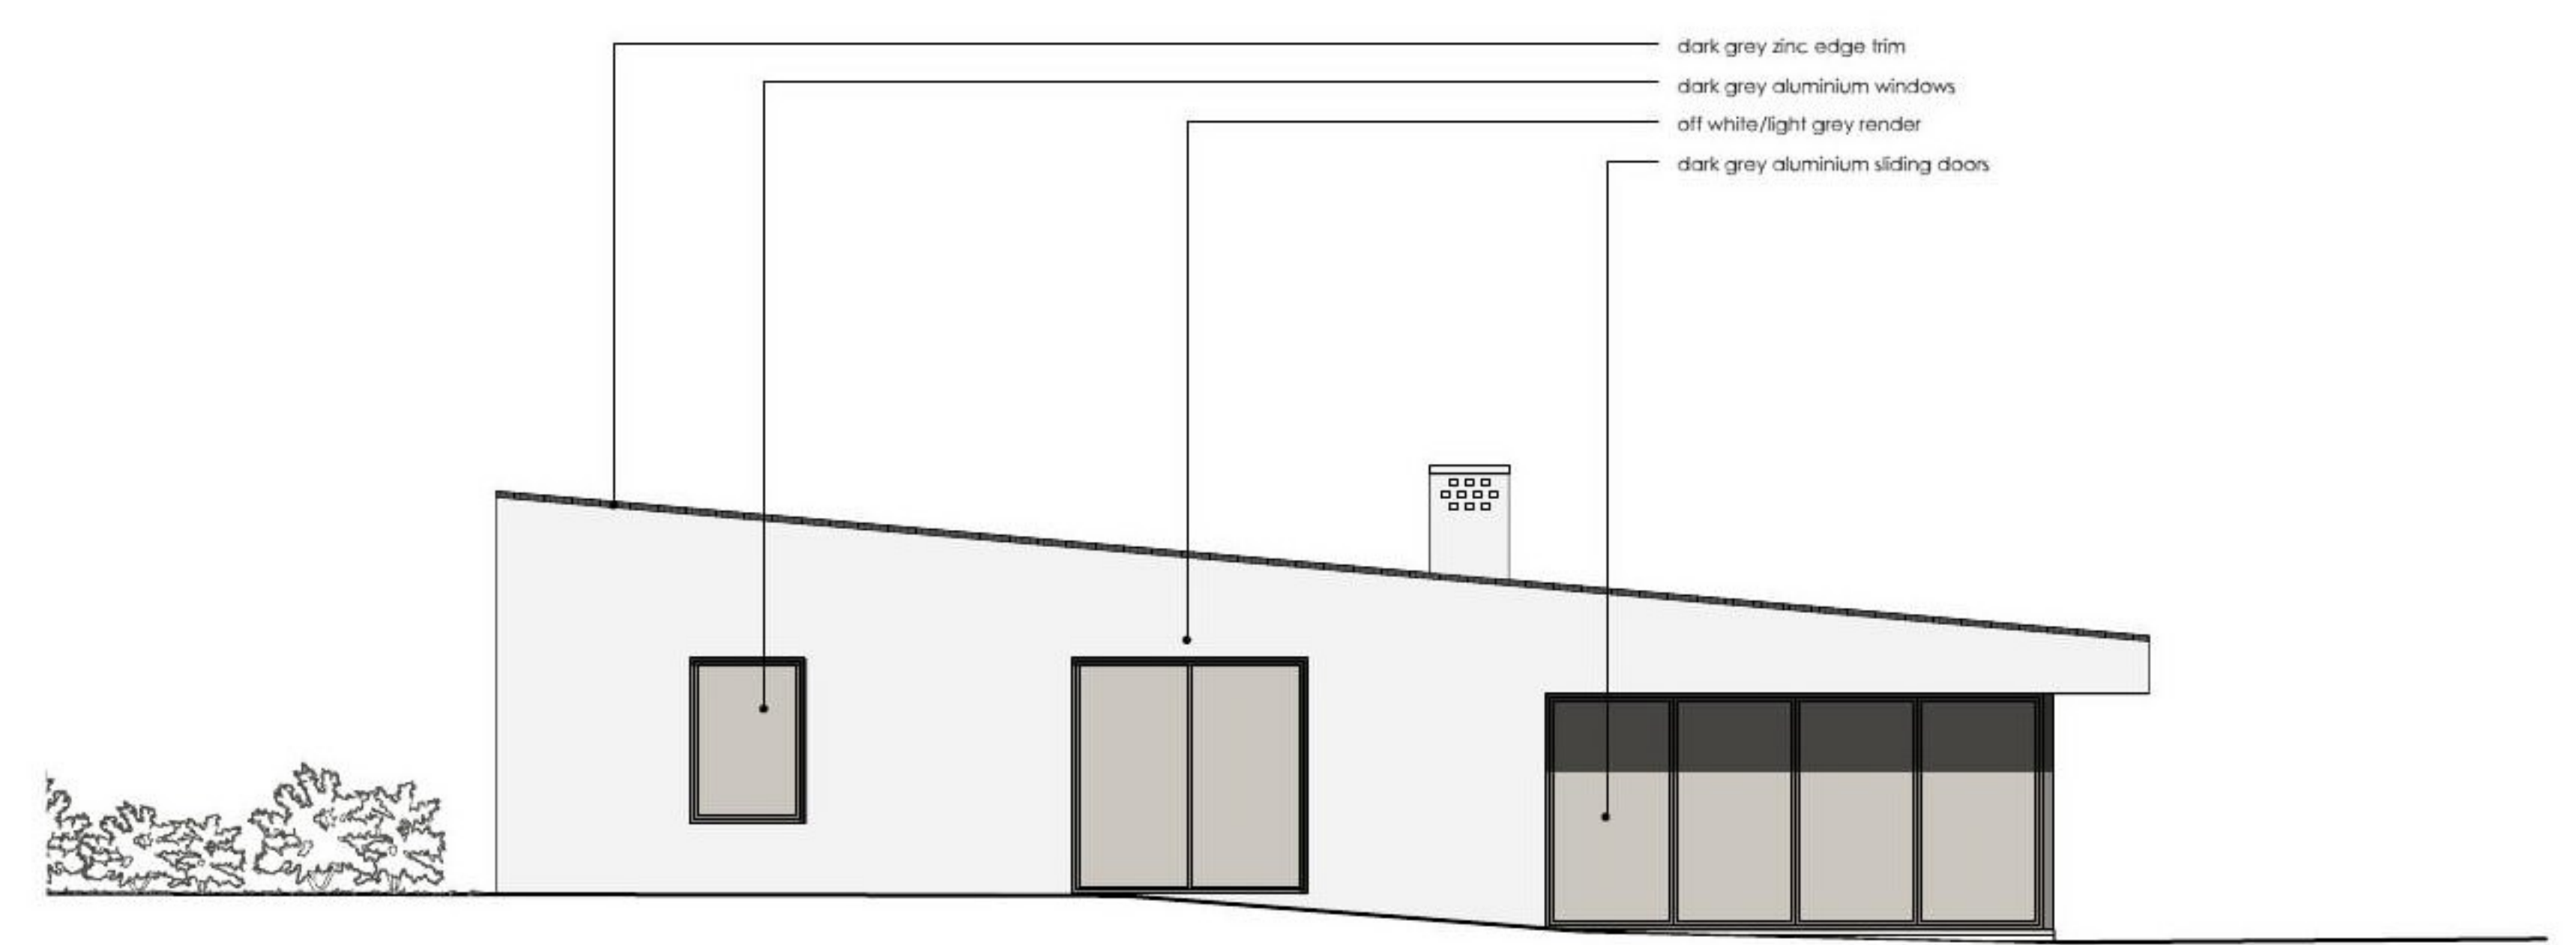 dark grey zinc edge trim
dark grey aluminium windows
off white/light grey render
dark grey aluminium sliding doors